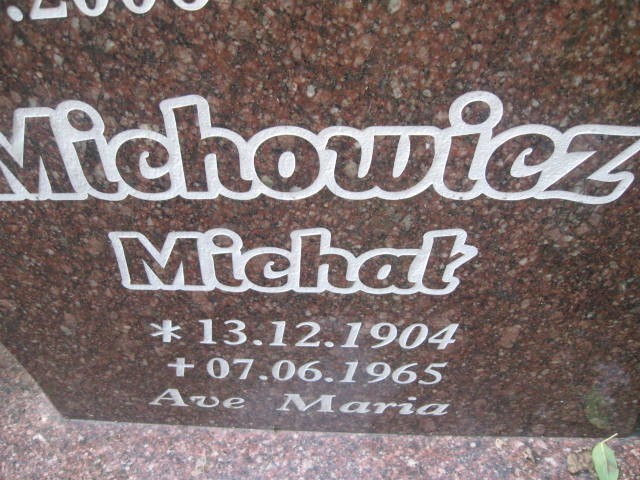 Michowicz
Michał
* 13.12.1904
+ 07.06.1965
Ave Maria